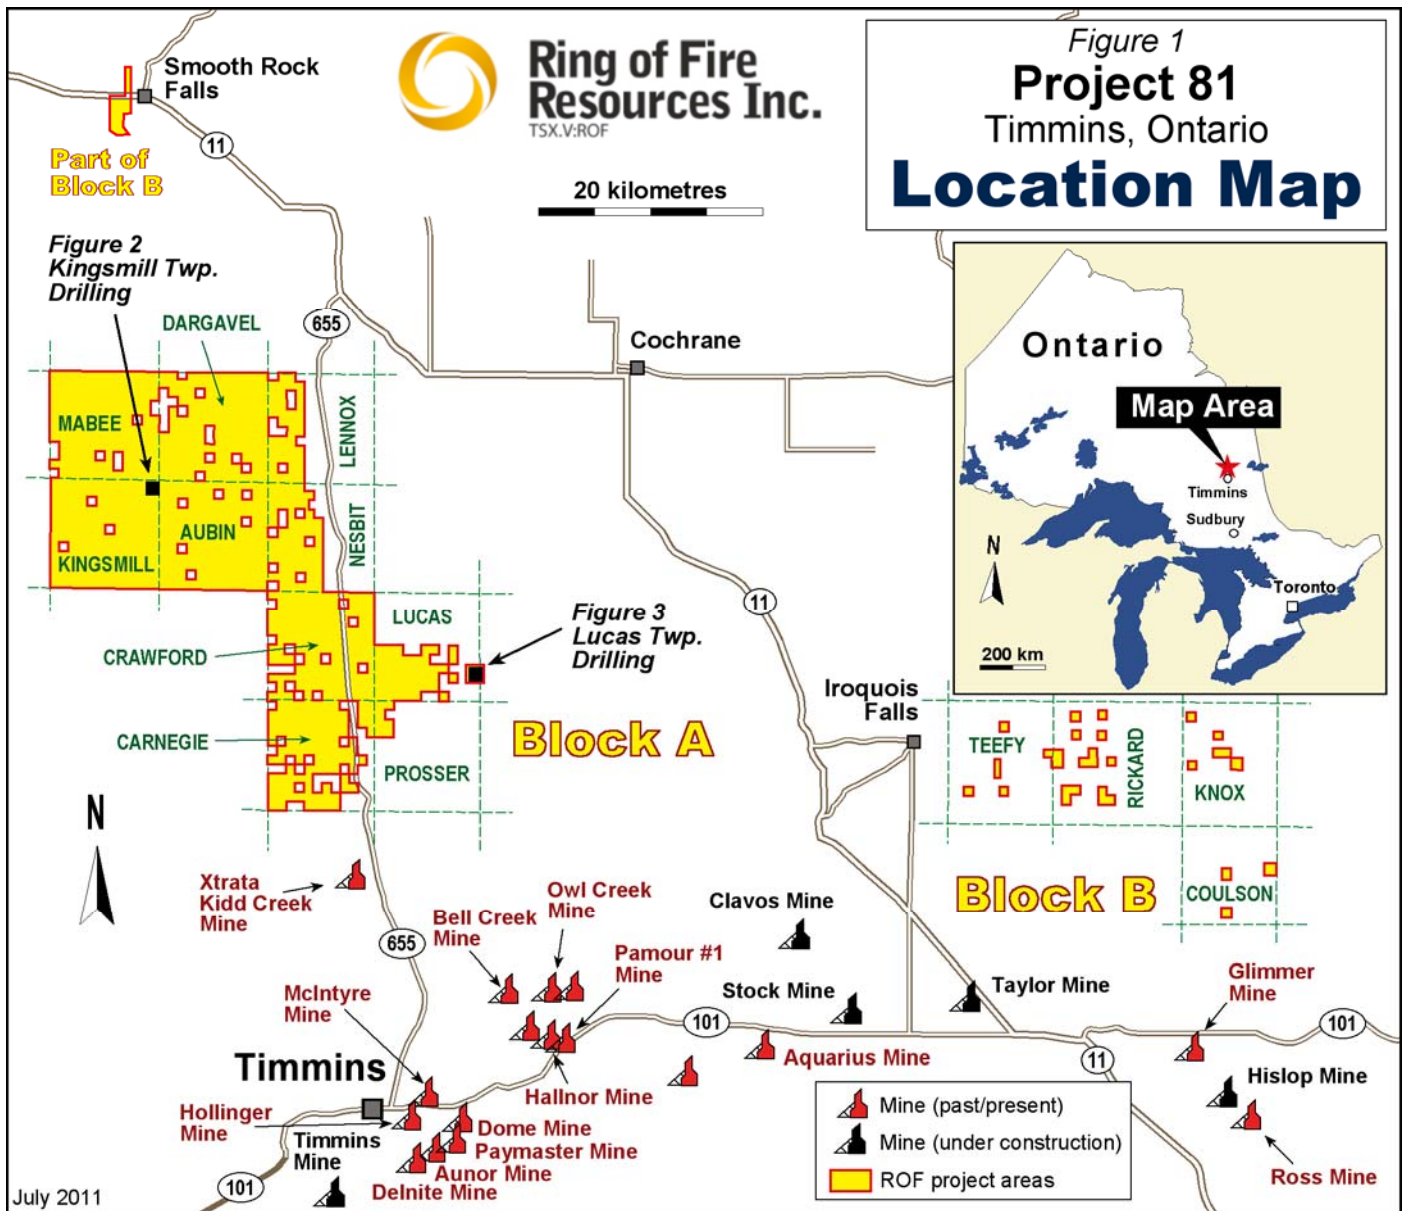 Smooth Rock
Falls
Part of
Block B
11
Ring of Fire
Resources Inc.
TSX.V:ROF
20 kilometres
Figure 1
Project 81
Timmins, Ontario
Location Map
Figure 2
Kingsmill Twp.
Drilling
DARGAVEL
655
Cochrane
Ontario
Map Area
Timmins
Sudbury
Toronto
N
200 km
MABEE
LENNOX
AUBIN
NESBIT
KINGSMILL
LUCAS
CRAWFORD
CARNEGIE
PROSSER
Figure 3
Lucas Twp.
Drilling
11
Block A
Iroquois
Falls
TEEFY
RICKARD
KNOX
COULSON
Block B
N
Xtrata
Kidd Creek
Mine
655
Bell Creek
Mine
Owl Creek
Mine
Pamour #1
Mine
Clavos Mine
Stock Mine
Taylor Mine
Glimmer
Mine
McIntyre
Mine
101
101
Aquarius Mine
11
Hislop Mine
Timmins
Hallnor Mine
Hollinger
Mine
Timmins
Mine
Dome Mine
Paymaster Mine
Aunor Mine
Delnite Mine
Ross Mine
101
Mine (past/present)
Mine (under construction)
ROF project areas
July 2011